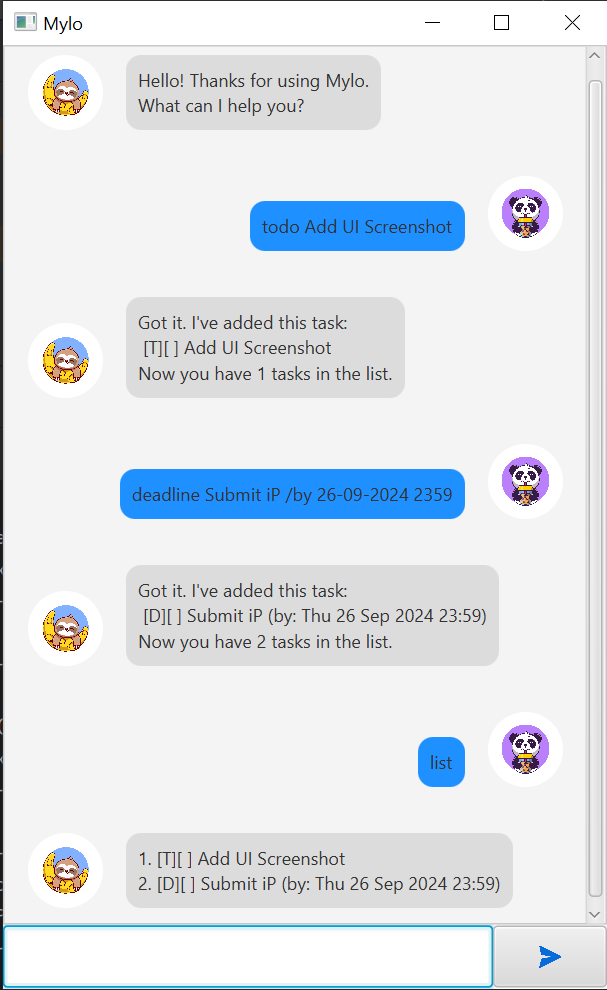 Mylo
Hello! Thanks for using Mylo.
What can I help you?
todo Add UI Screenshot
Got it. I've added this task:
[T][ ] Add UI Screenshot
Now you have 1 tasks in the list.
deadline Submit iP /by 26-09-2024 2359
Got it. I've added this task:
[D][ ] Submit iP (by: Thu 26 Sep 2024 23:59)
Now you have 2 tasks in the list.
list
1. [T][ ] Add UI Screenshot
2. [D][ ] Submit iP (by: Thu 26 Sep 2024 23:59)